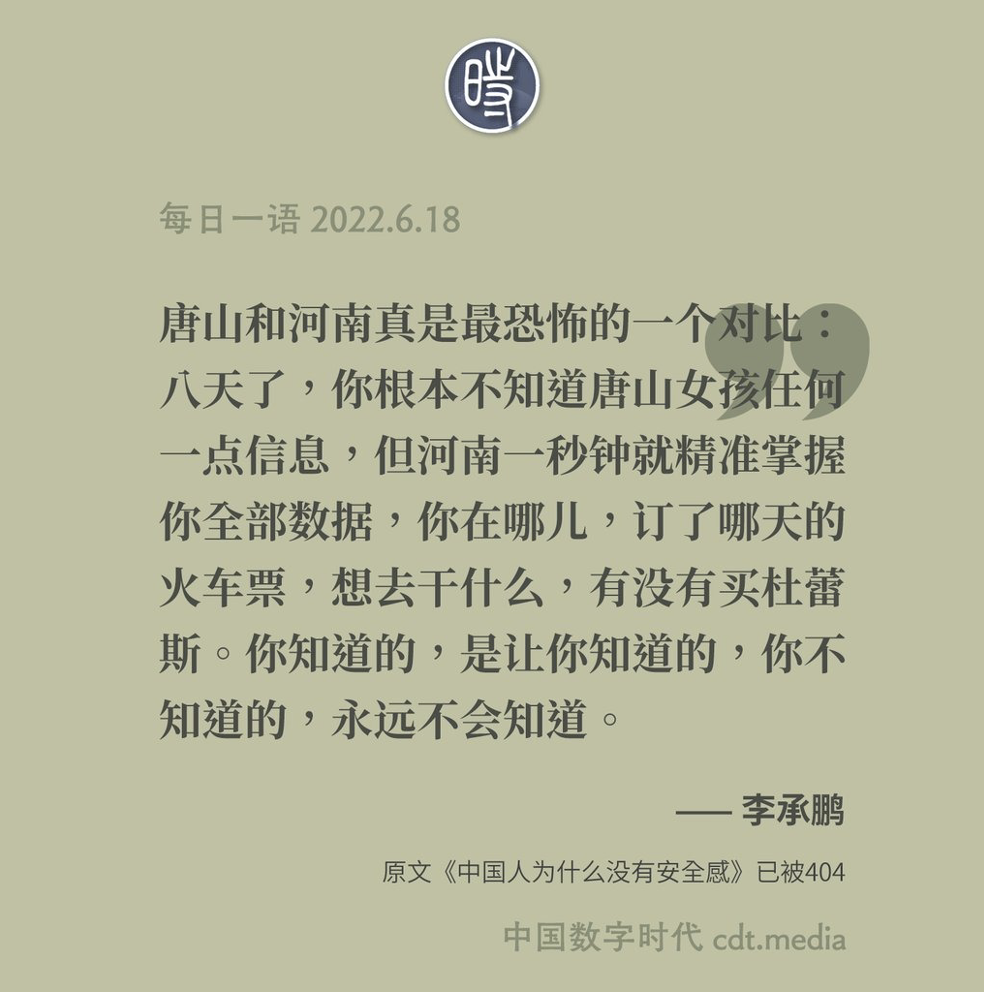 時
每日一语 2022.6.18
唐山和河南真是最恐怖的一个对比：
八天了，你根本不知道唐山女孩任何
一点信息，但河南一秒钟就精准掌握
你全部数据，你在哪儿，订了哪天的
火车票，想去干什么，有没有买杜蕾
斯。你知道的，是让你知道的，你不
知道的，永远不会知道。
—— 李承鹏
原文《中国人为什么没有安全感》已被404
中国数字时代 cdt.media